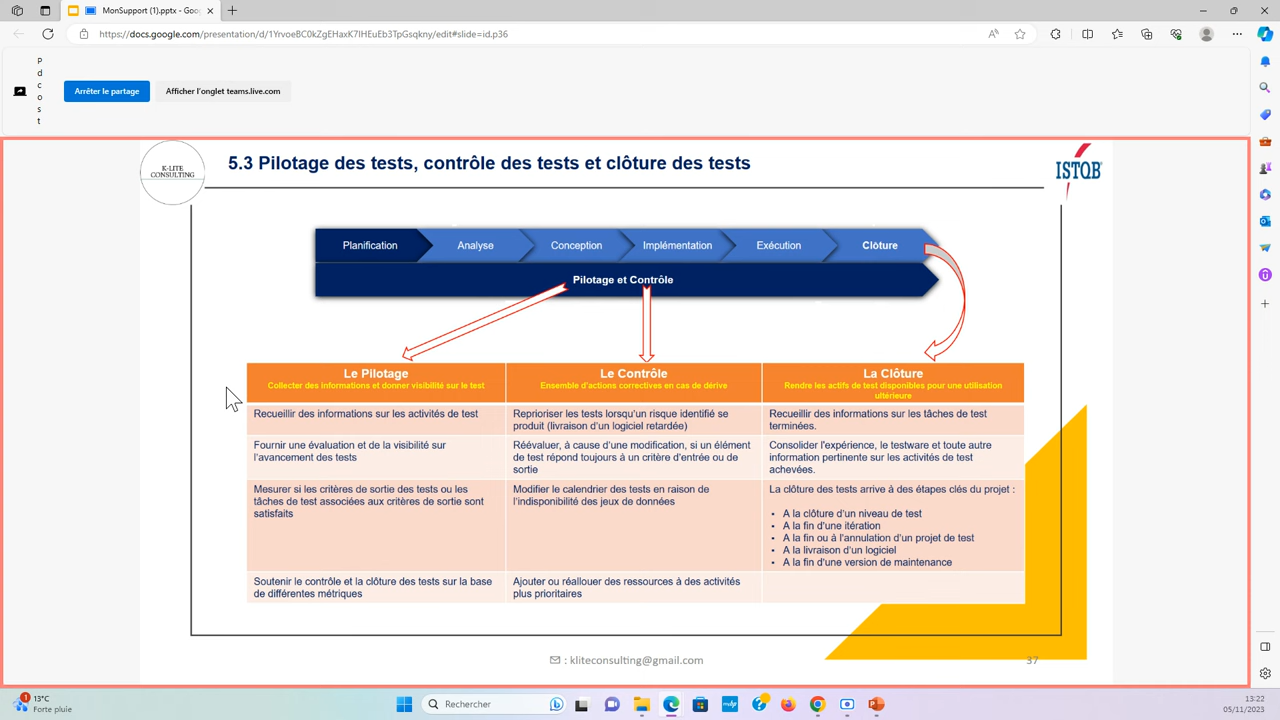 MonSupport (1).pptx - Goo
https://docs.google.com/presentation/d/1YrvoeBC0kZgEHaxK7IHEuEb3TpGsqkny/edit#slide=id.p36
P
d
c
o
s
t
Arrêter le partage
Afficher l'onglet teams.live.com
K-LITE
CONSULTING
5.3 Pilotage des tests, contrôle des tests et clôture des tests
ISTQB®
Planification
Analyse
Conception
Implémentation
Exécution
Clôture
Pilotage et Contrôle
Le Pilotage
Collecter des informations et donner visibilité sur le test
Le Contrôle
Ensemble d'actions correctives en cas de dérive
La Clôture
Rendre les actifs de test disponibles pour une utilisation
ultérieure
Recueillir des informations sur les activités de test
Reprioriser les tests lorsqu'un risque identifié se
produit (livraison d'un logiciel retardée)
Recueillir des informations sur les tâches de test
terminées.
Fournir une évaluation et de la visibilité sur
l'avancement des tests
Réévaluer, à cause d'une modification, si un élément
de test répond toujours à un critère d'entrée ou de
sortie
Consolider l'expérience, le testware et toute autre
information pertinente sur les activités de test
achevées.
Mesurer si les critères de sortie des tests ou les
tâches de test associées aux critères de sortie sont
satisfaits
Modifier le calendrier des tests en raison de
l'indisponibilité des jeux de données
La clôture des tests arrive à des étapes clés du projet :
• A la clôture d'un niveau de test
• A la fin d'une itération
• A la fin ou à l'annulation d'un projet de test
• A la livraison d'un logiciel
• A la fin d'une version de maintenance
Soutenir le contrôle et la clôture des tests sur la base
de différentes métriques
Ajouter ou réallouer des ressources à des activités
plus prioritaires
: kliteconsulting@gmail.com
37
1
13°C
Forte pluie
Rechercher
13:22
05/11/2023